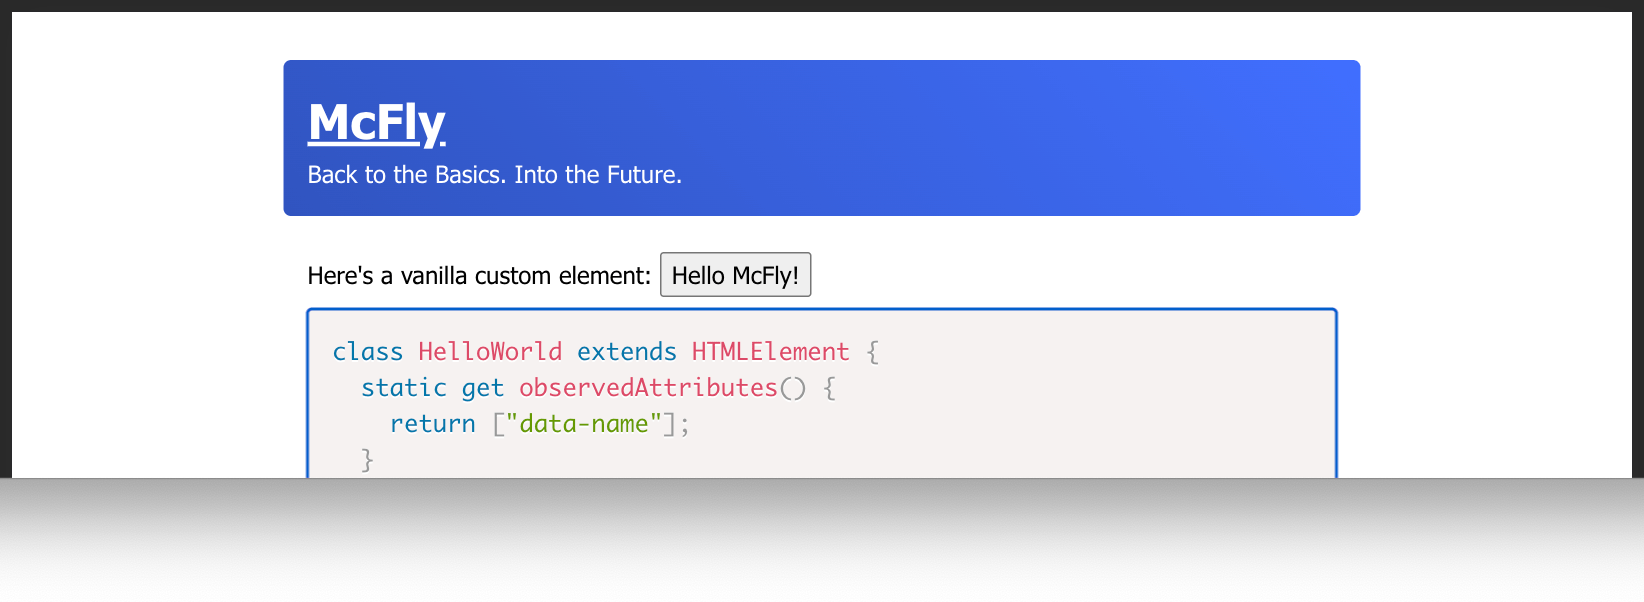 McFly
Back to the Basics. Into the Future.
Here's a vanilla custom element: Hello McFly!
class HelloWorld extends HTMLElement {
  static get observedAttributes() {
    return ["data-name"];
  }